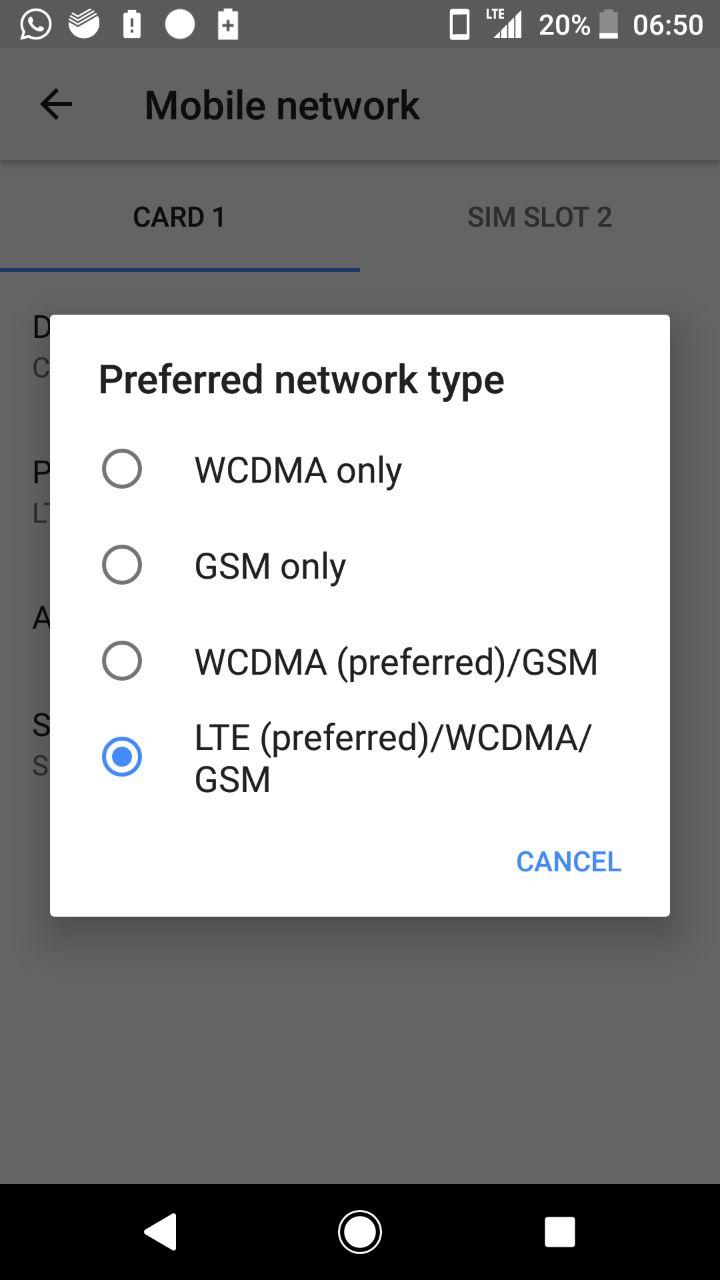 LTE 20% 06:50
Mobile network
CARD 1 SIM SLOT 2
Preferred network type
WCDMA only
GSM only
WCDMA (preferred)/GSM
LTE (preferred)/WCDMA/
GSM
CANCEL